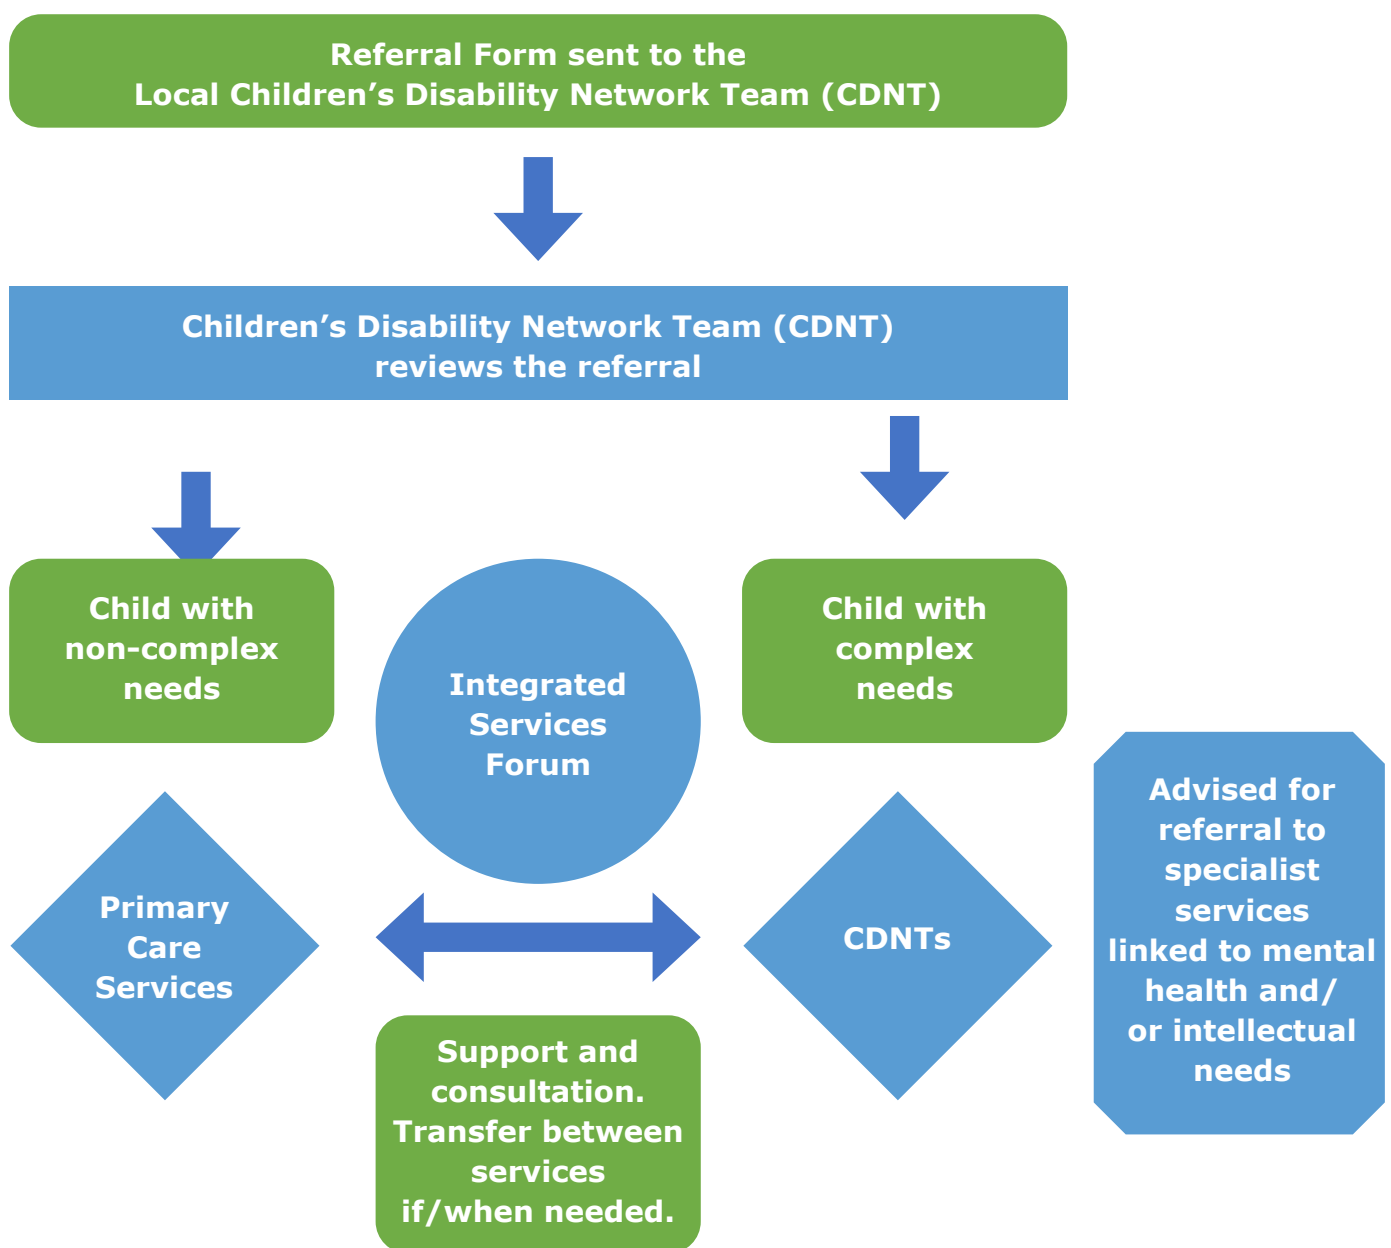 Referral Form sent to the
Local Children’s Disability Network Team (CDNT)
Children’s Disability Network Team (CDNT)
reviews the referral
Child with
non-complex
needs
Integrated
Services
Forum
Child with
complex
needs
Primary
Care
Services
CDNTs
Advised for
referral to
specialist
services
linked to mental
health and/
or intellectual
needs
Support and
consultation.
Transfer between
services
if/when needed.